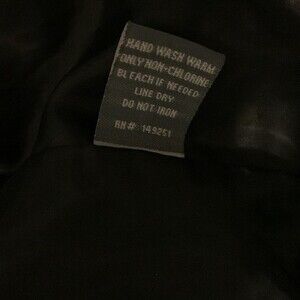 HAND WASH WARM
ONLY NON-CHLORINE
BLEACH IF NEEDED
LINE DRY
DO NOT IRON
RN# 149251